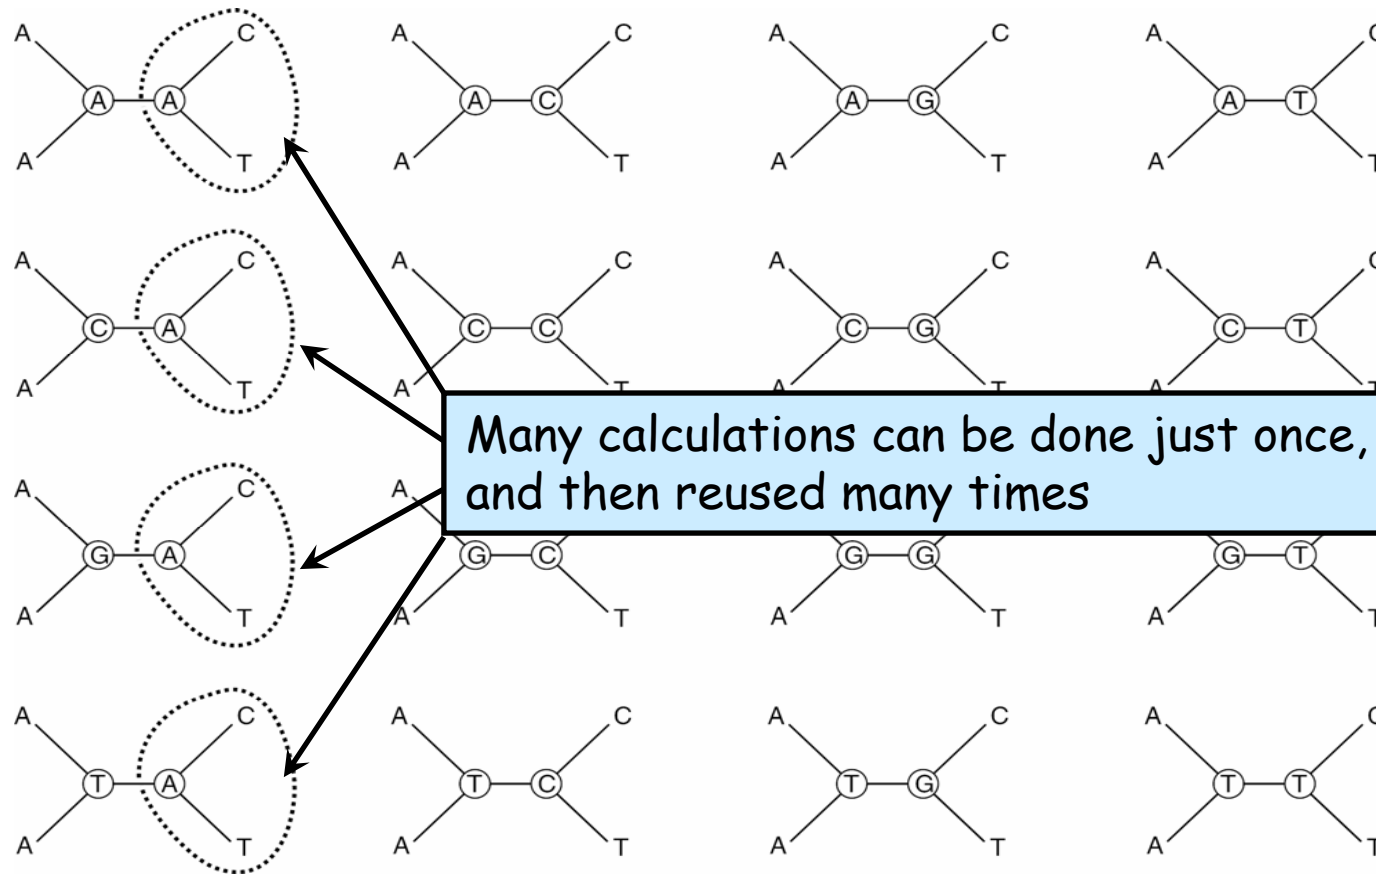 A C A C A C A C
A A A C A G A T
A T A T A T A T
A C A C A C A C
C A C C C G C T
A T A T A T A T
Many calculations can be done just once,
and then reused many times
A C A
G A G C G G G T
A T A T A T A T
A C A C A C A C
T A T C T G T T
A T A T A T A T